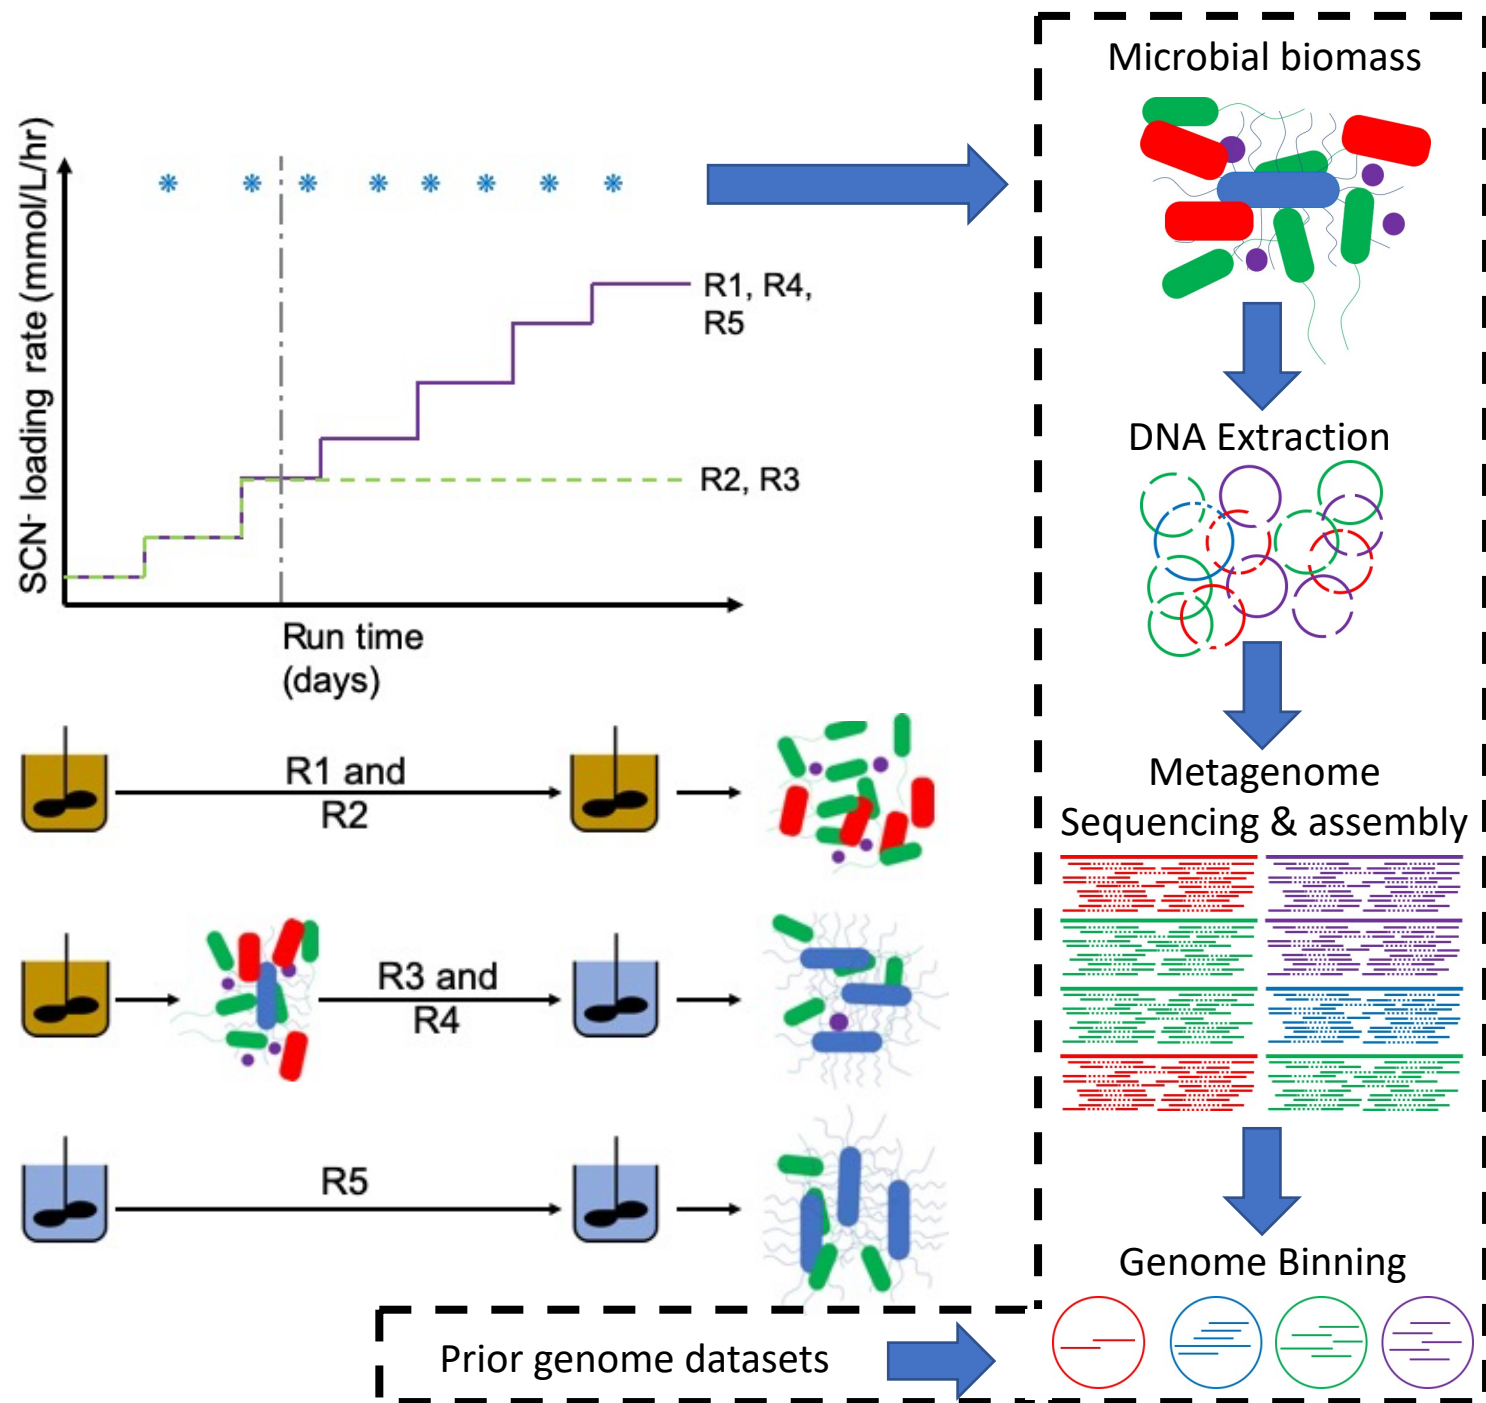 SCN- loading rate (mmol/L/hr)
R1, R4,
R5
R2, R3
Run time
(days)
R1 and
R2
R3 and
R4
R5
Prior genome datasets
Microbial biomass
DNA Extraction
Metagenome
Sequencing & assembly
Genome Binning